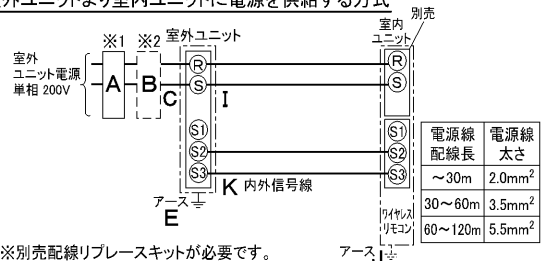 外ユニットより室内ユニットに電源を供給する方式
別売
※1 ※2 室外ユニット
室内
ユニット
室外
ユニット電源
単相 200V
A B C
R
S
I
R
S
S1
S2
S3
S1
S2
S3
K 内外信号線
アース
E
ワイヤレス
リモコン
アース
電源線
配線長
電源線
太さ
~30m 2.0mm²
30~60m 3.5mm²
60~120m 5.5mm²
※別売配線リプレースキットが必要です。